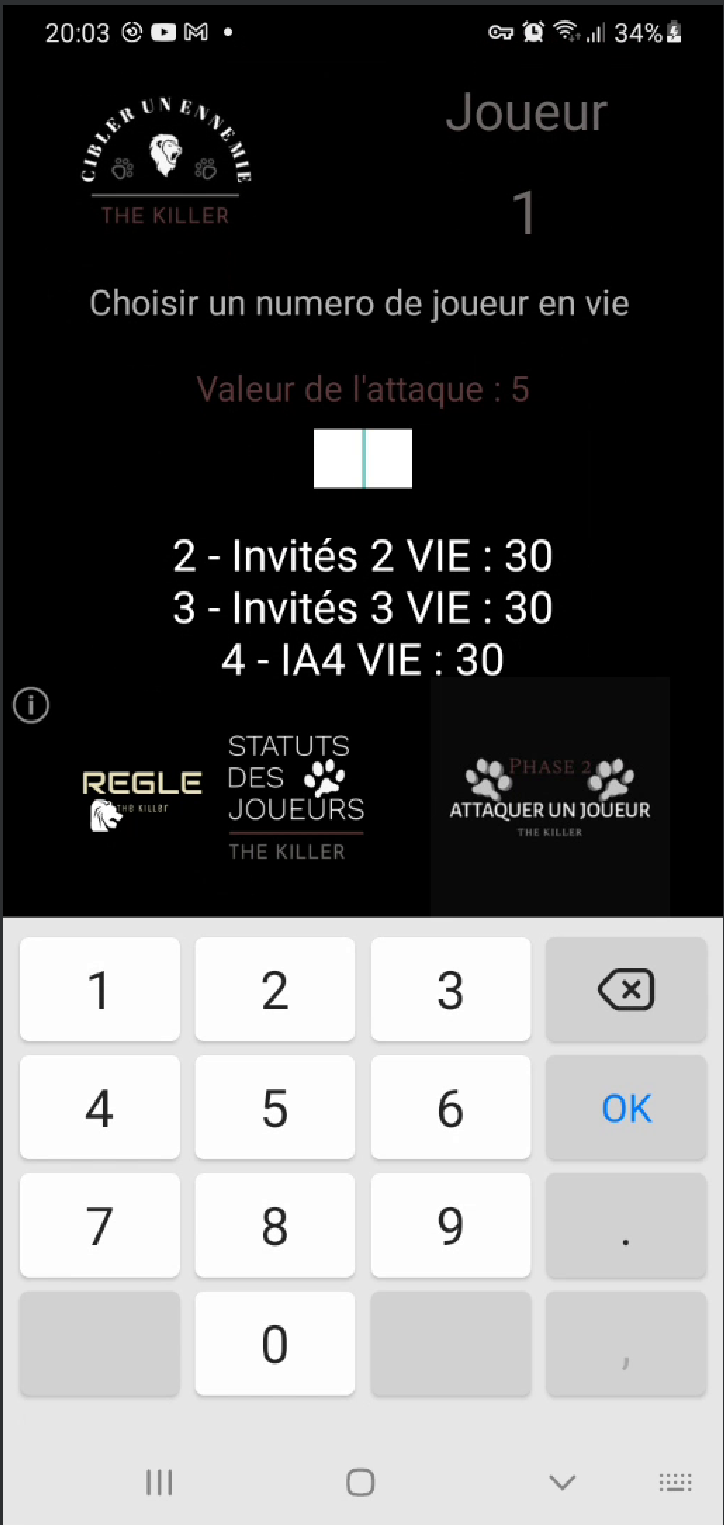 20:03 34%
CIBLER UN ENNEMIE
THE KILLER
Joueur
1
Choisir un numero de joueur en vie
Valeur de l'attaque : 5
2 - Invités 2 VIE : 30
3 - Invités 3 VIE : 30
4 - IA4 VIE : 30
REGLE
THE KILLER
STATUTS
DES
JOUEURS
THE KILLER
PHASE 2
ATTAQUER UN JOUEUR
THE KILLER
1 2 3
4 5 6 OK
7 8 9 .
0 ,